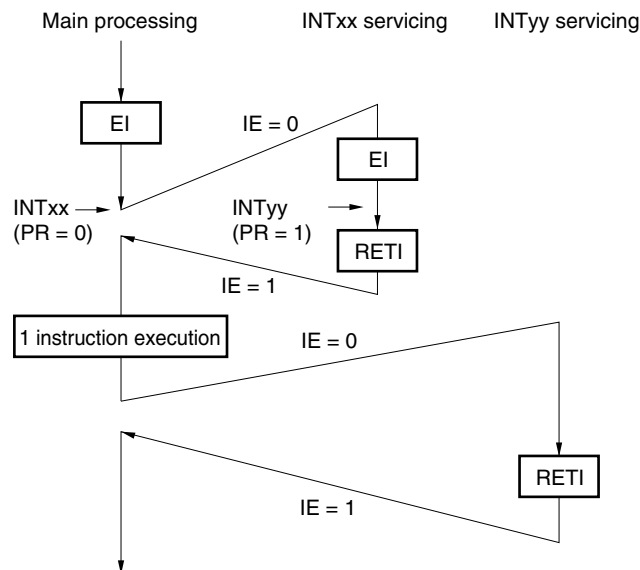 Main processing
INTxx servicing
INTyy servicing
EI
IE = 0
EI
INTxx
(PR = 0)
INTyy
(PR = 1)
RETI
IE = 1
1 instruction execution
IE = 0
RETI
IE = 1